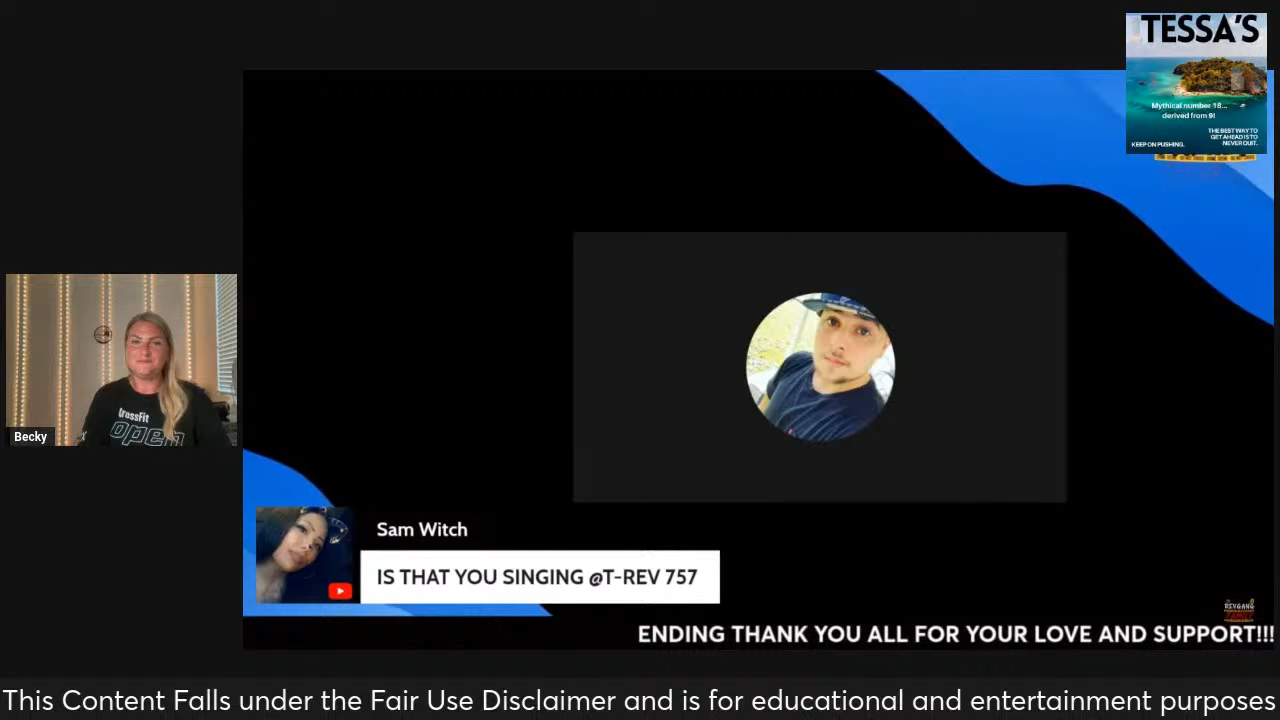 TESSA'S
Mythical number 18...
derived from 9!
THE BEST WAY TO
GET AHEAD IS TO
NEVER QUIT.
KEEP ON PUSHING.
CrossFit
open
Becky
Sam Witch
IS THAT YOU SINGING @T-REV 757
REVGANG
ENDING THANK YOU ALL FOR YOUR LOVE AND SUPPORT!!!
This Content Falls under the Fair Use Disclaimer and is for educational and entertainment purposes